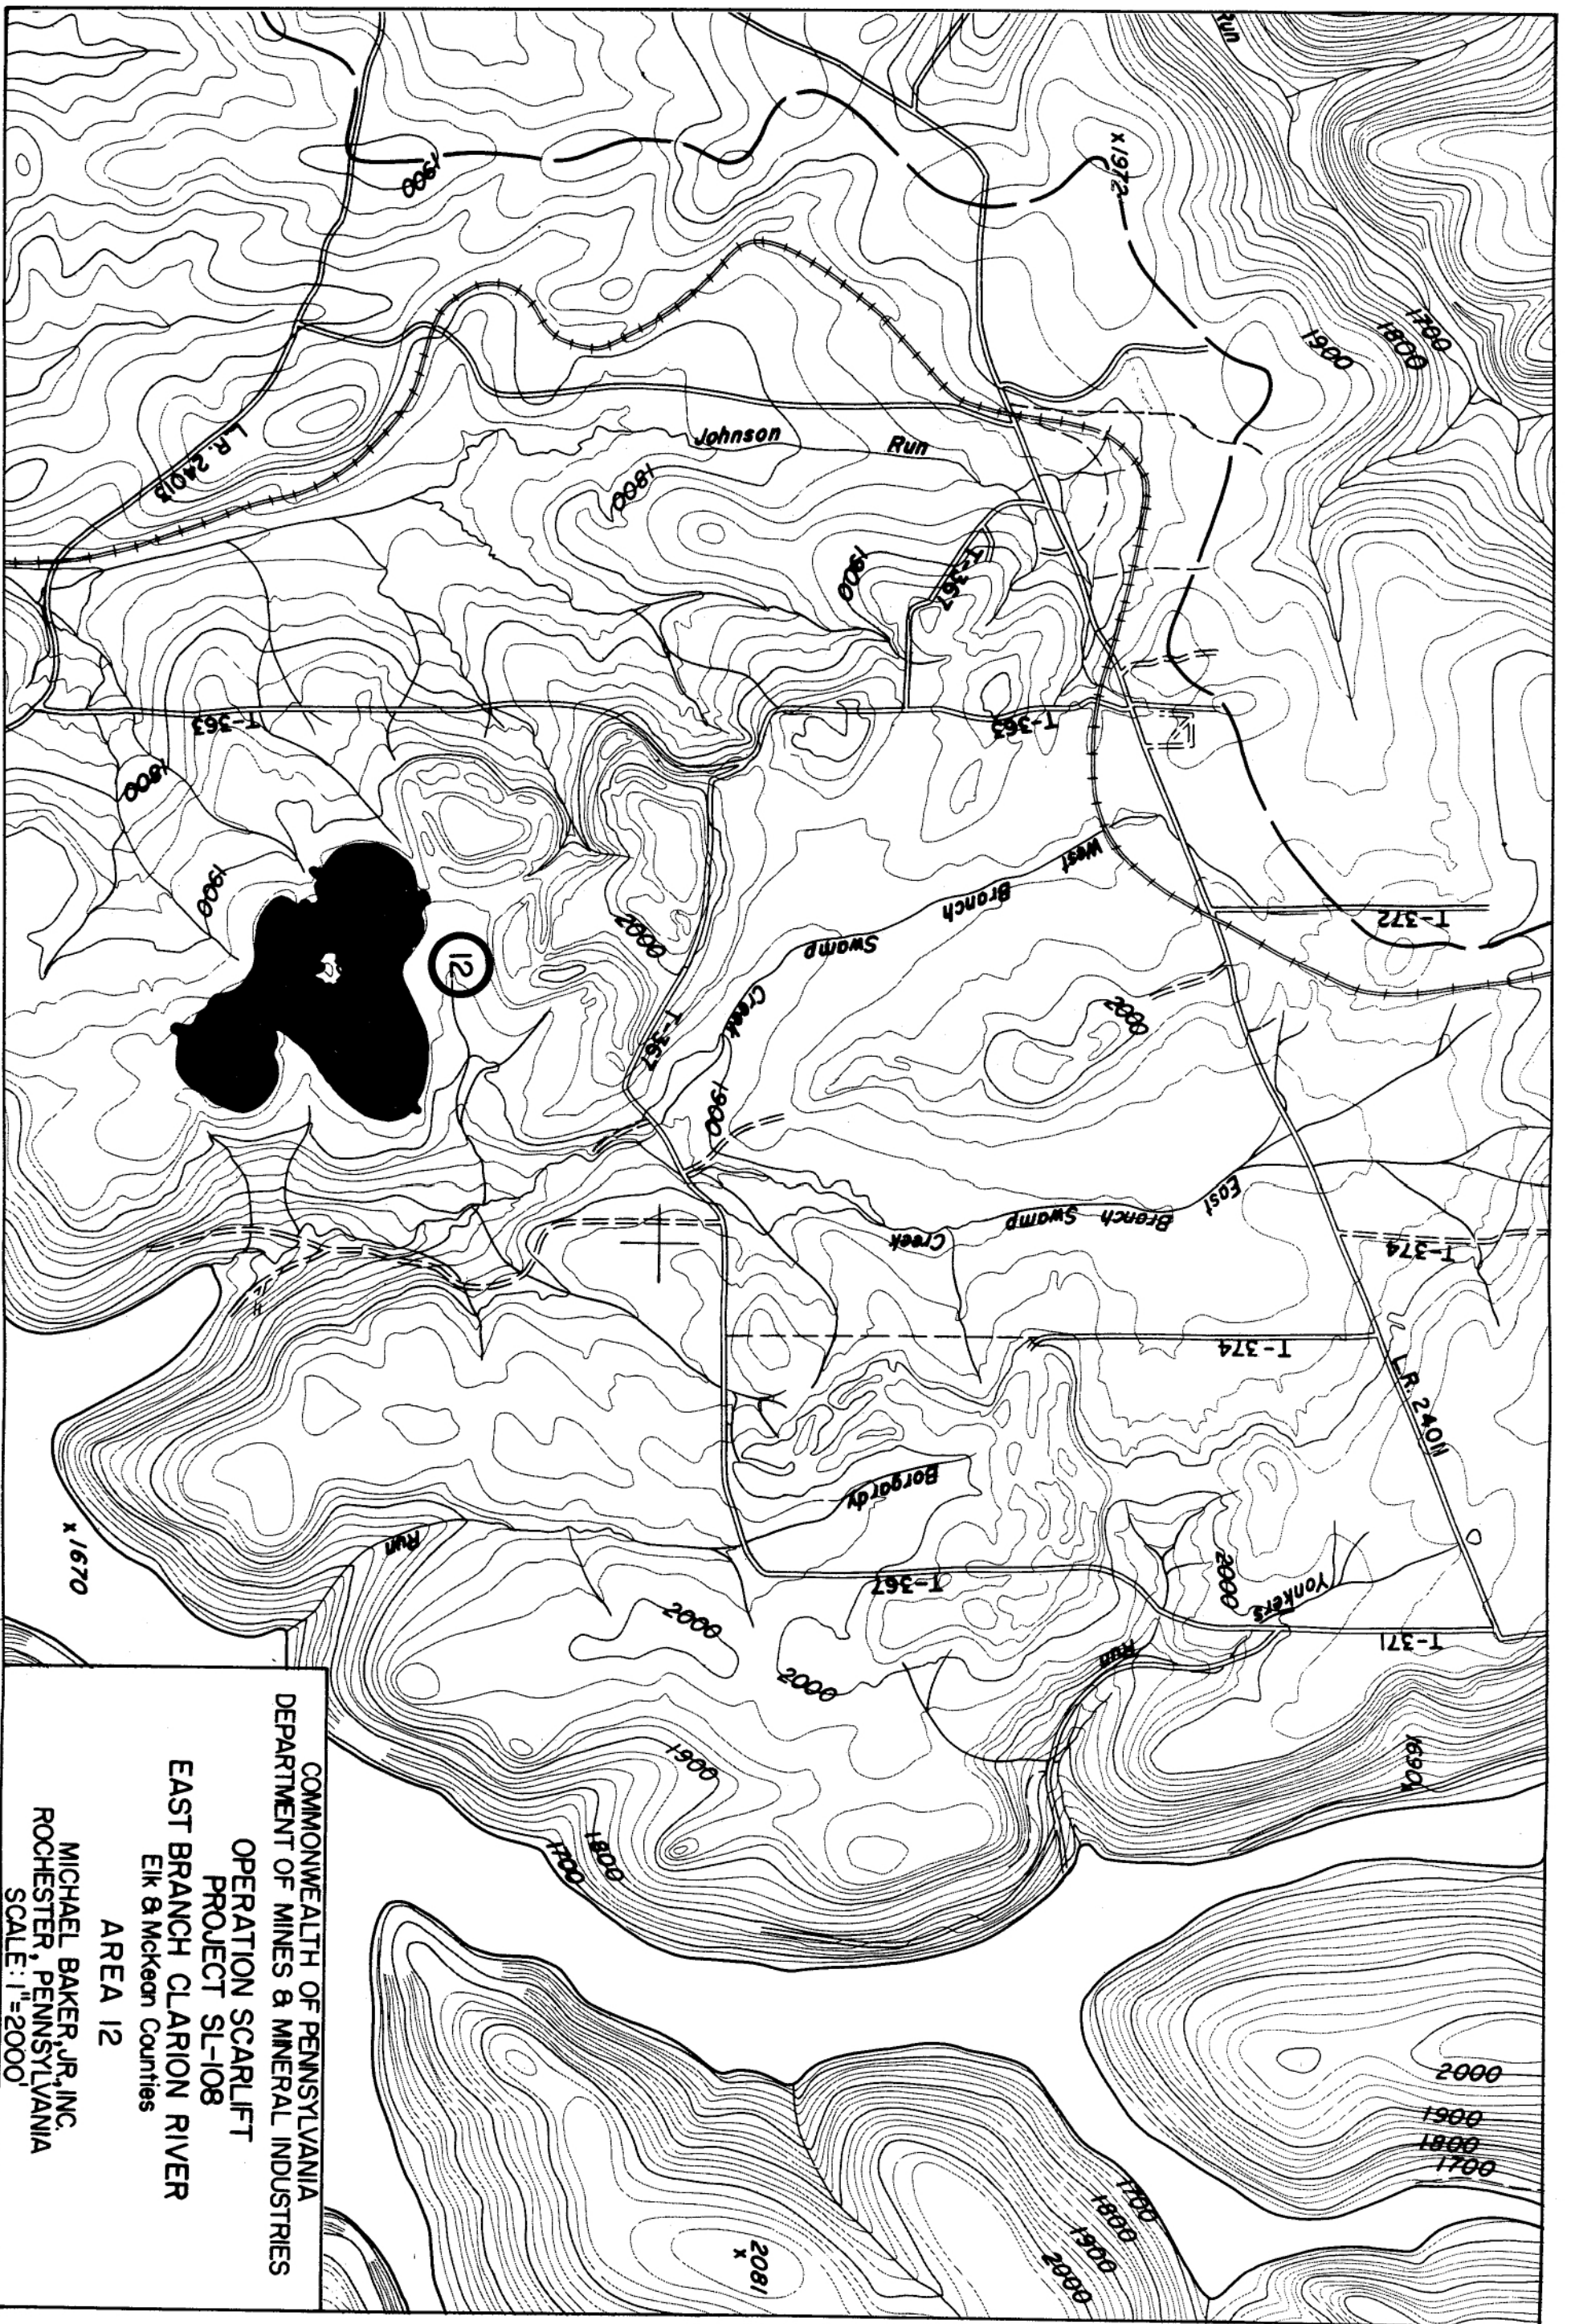 COMMONWEALTH OF PENNSYLVANIA
DEPARTMENT OF MINES & MINERAL INDUSTRIES
OPERATION SCARLIFT
PROJECT SL-108
EAST BRANCH CLARION RIVER
Elk & McKean Counties
AREA 12
MICHAEL BAKER, JR., INC.
ROCHESTER, PENNSYLVANIA
SCALE: 1"=2000'
Run
x 1972
1900
1700
1800
1900
L.R. 24013
Johnson Run
1800
1900
T-367
T-363
T-363
1800
1900
12
2000
T-367
West Branch Swamp Creek
1900
2000
T-372
East Branch Swamp Creek
T-374
T-374
L.R. 24011
Borgardy
Run
x 1670
T-367
2000
2000
2000
Yonkers
Run
T-371
1690x
1900
1800
1700
2000
1900
1800
1700
1700
1800
1900
2000
2081
x